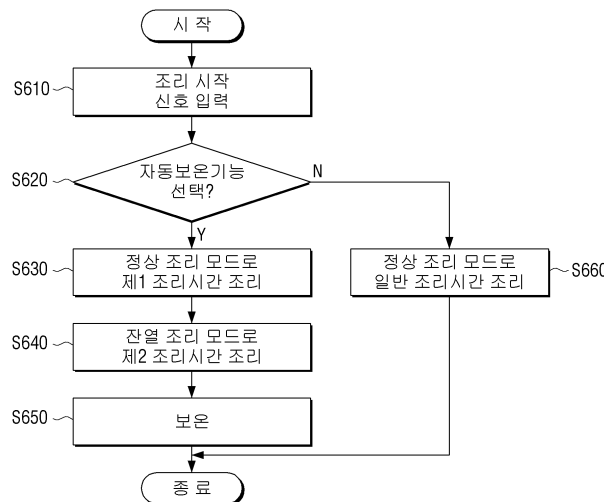 시 작
S610
조리 시작
신호 입력
S620
자동보온기능
선택?
N
Y
S630
정상 조리 모드로
제1 조리시간 조리
정상 조리 모드로
일반 조리시간 조리
S660
S640
잔열 조리 모드로
제2 조리시간 조리
S650
보온
종 료